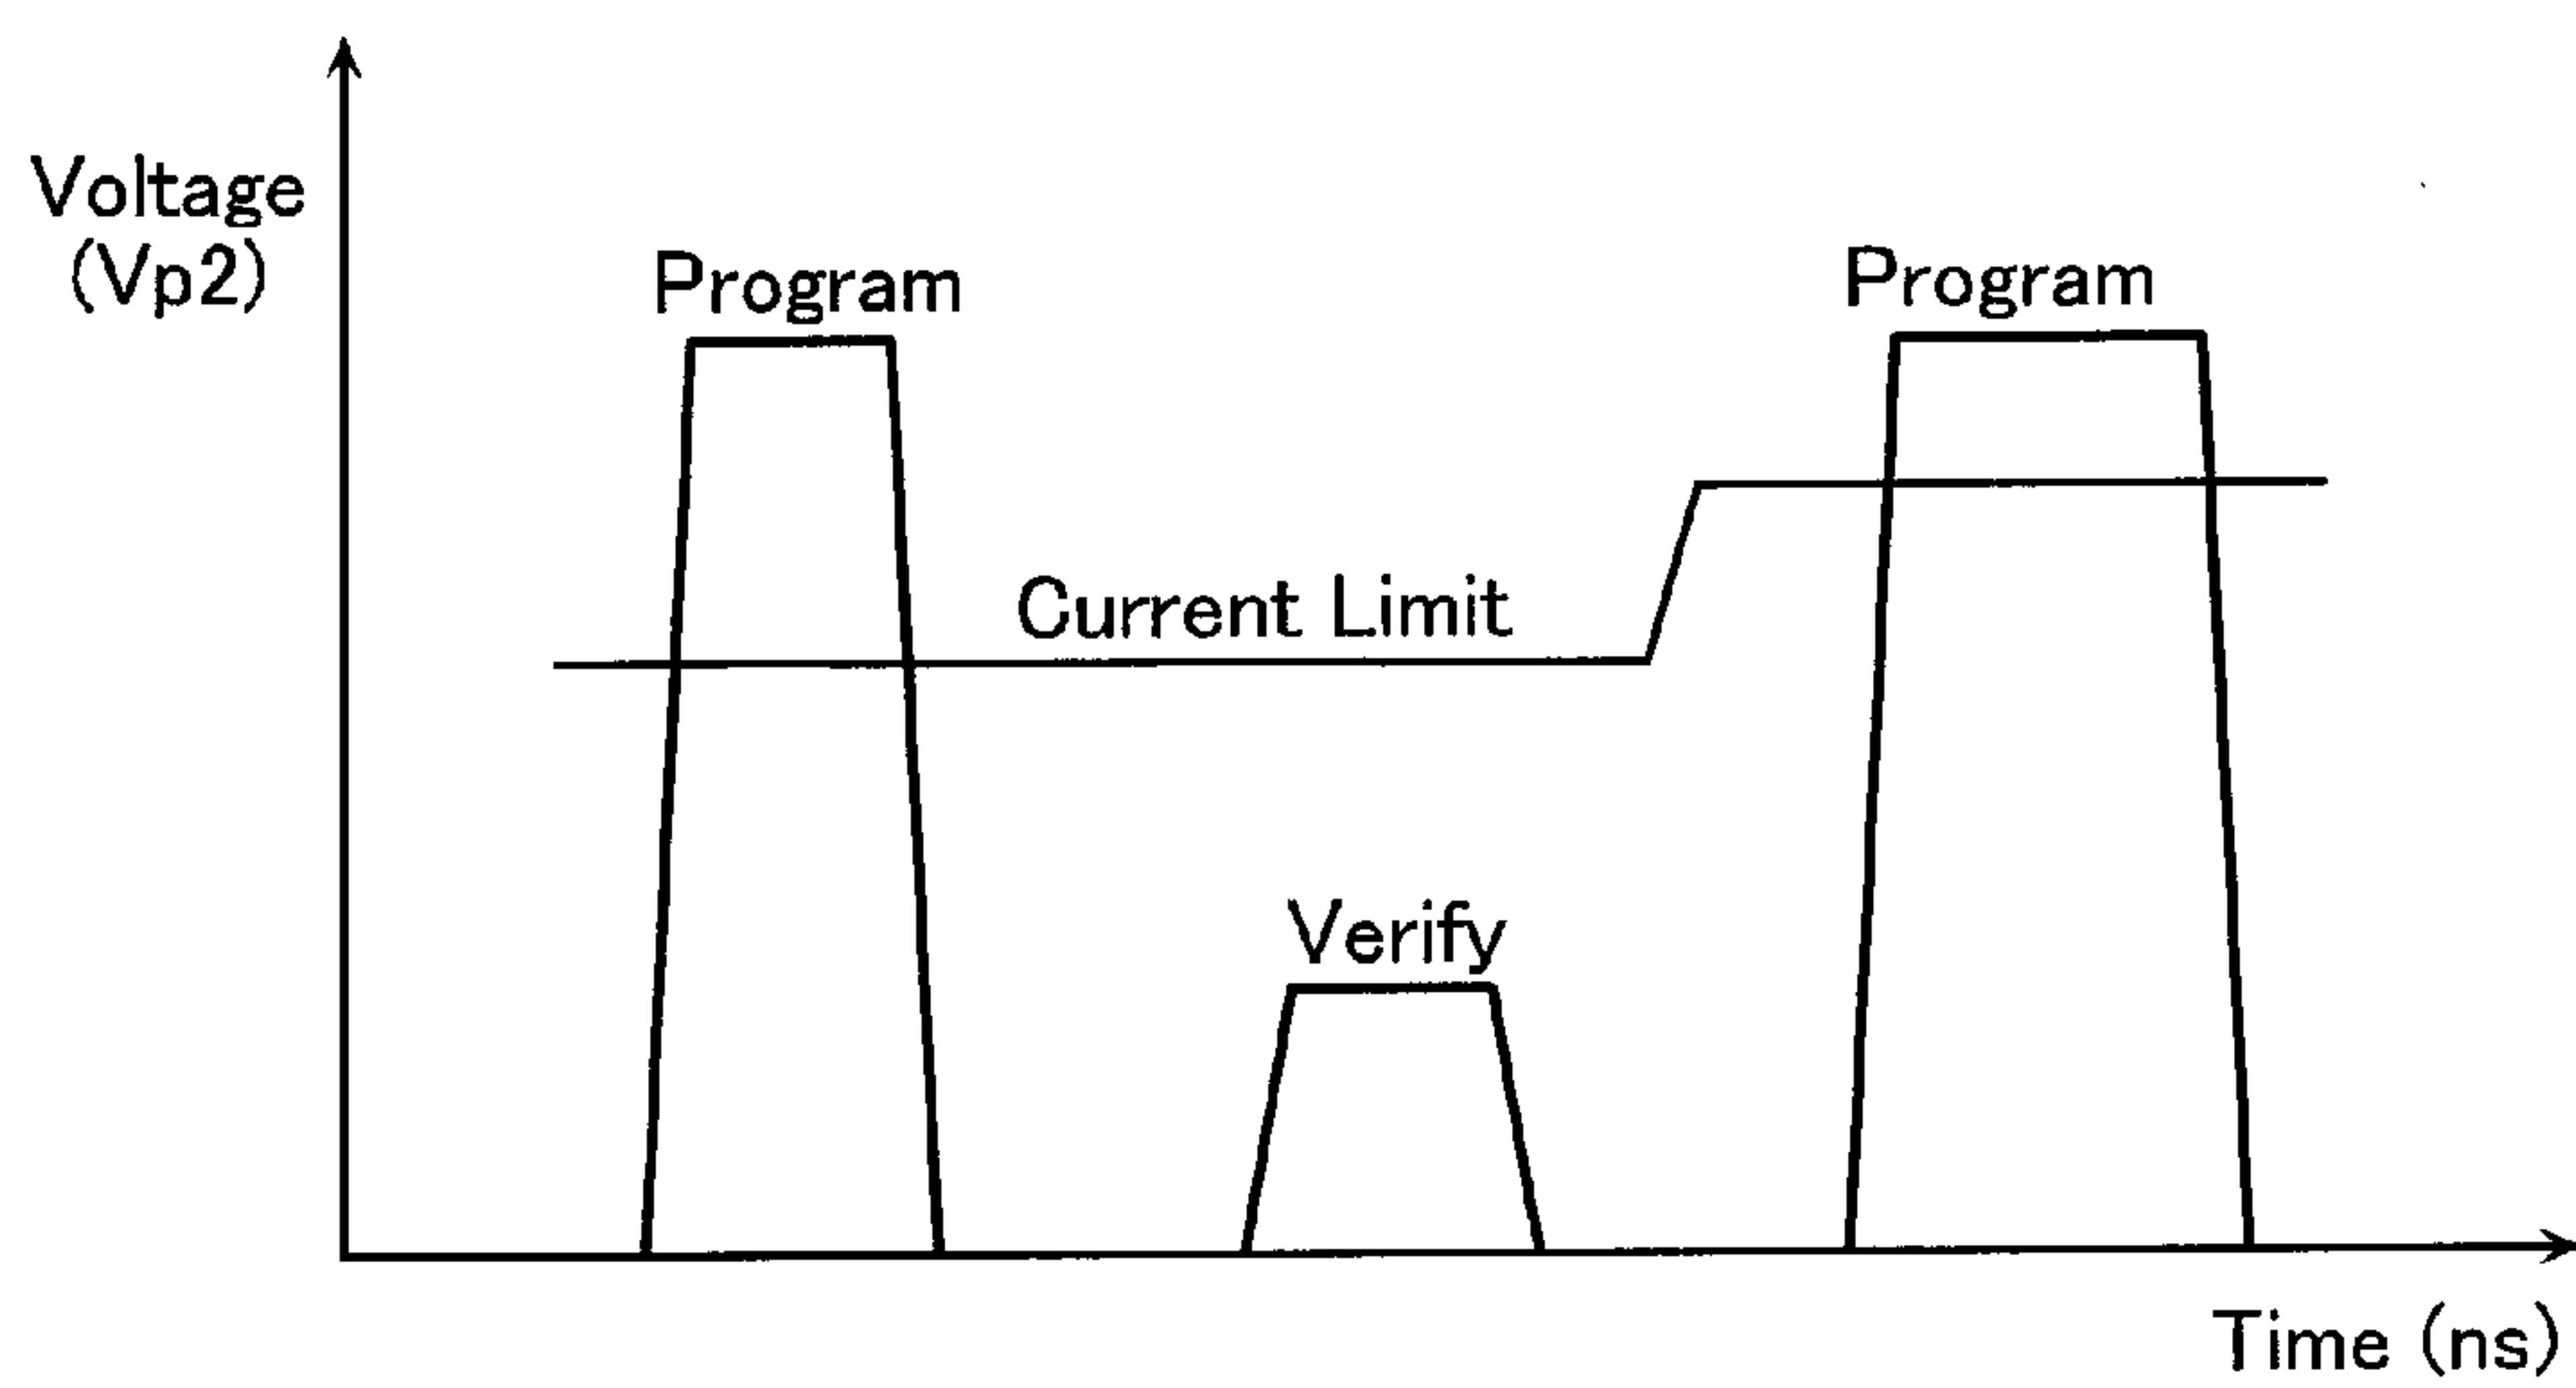 Voltage
(Vp2)
Program
Program
Current Limit
Verify
Time (ns)